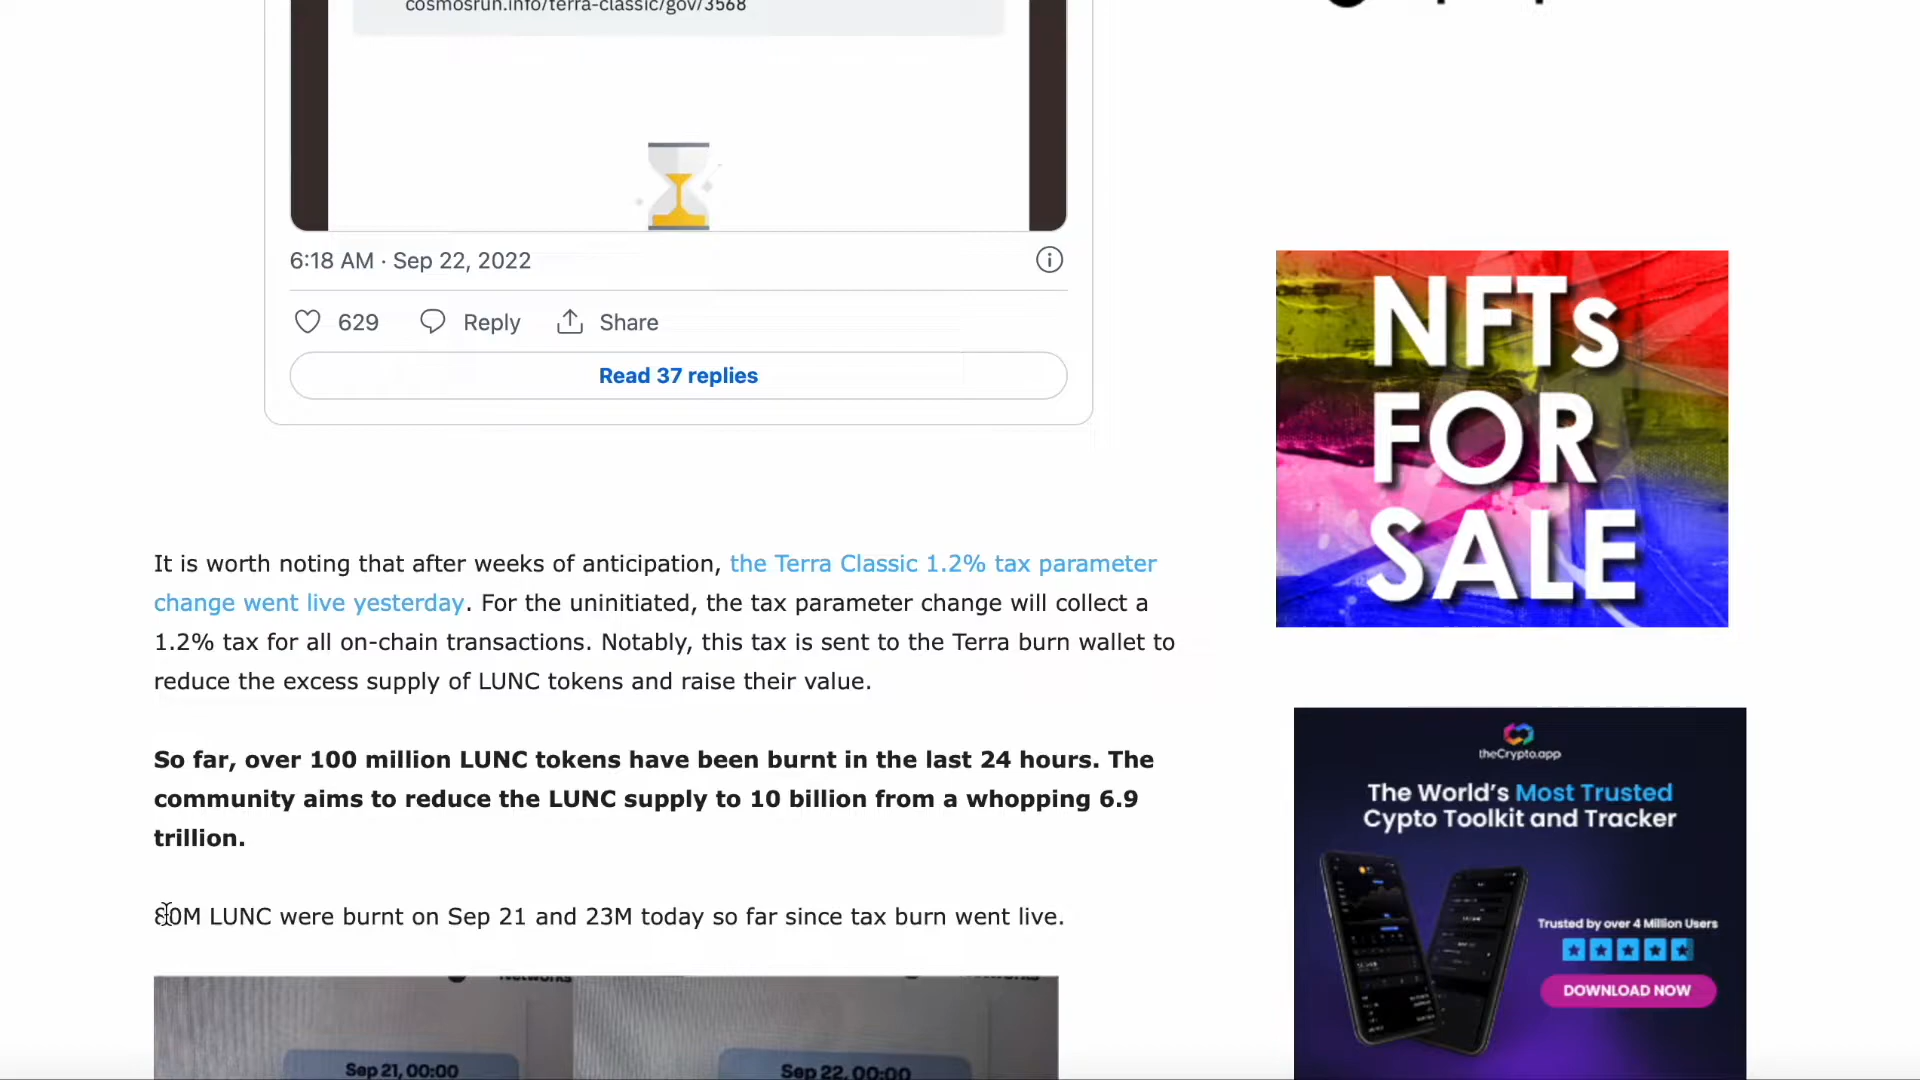 cosmosrun.info/terra-classic/gov/3568
6:18 AM · Sep 22, 2022
629 Reply Share
Read 37 replies
It is worth noting that after weeks of anticipation, the Terra Classic 1.2% tax parameter
change went live yesterday. For the uninitiated, the tax parameter change will collect a
1.2% tax for all on-chain transactions. Notably, this tax is sent to the Terra burn wallet to
reduce the excess supply of LUNC tokens and raise their value.
So far, over 100 million LUNC tokens have been burnt in the last 24 hours. The
community aims to reduce the LUNC supply to 10 billion from a whopping 6.9
trillion.
80M LUNC were burnt on Sep 21 and 23M today so far since tax burn went live.
Networks
Sep 21, 00:00
Sep 22, 00:00
NFTs
FOR
SALE
theCrypto.app
The World's Most Trusted
Cypto Toolkit and Tracker
Trusted by over 4 Million Users
DOWNLOAD NOW